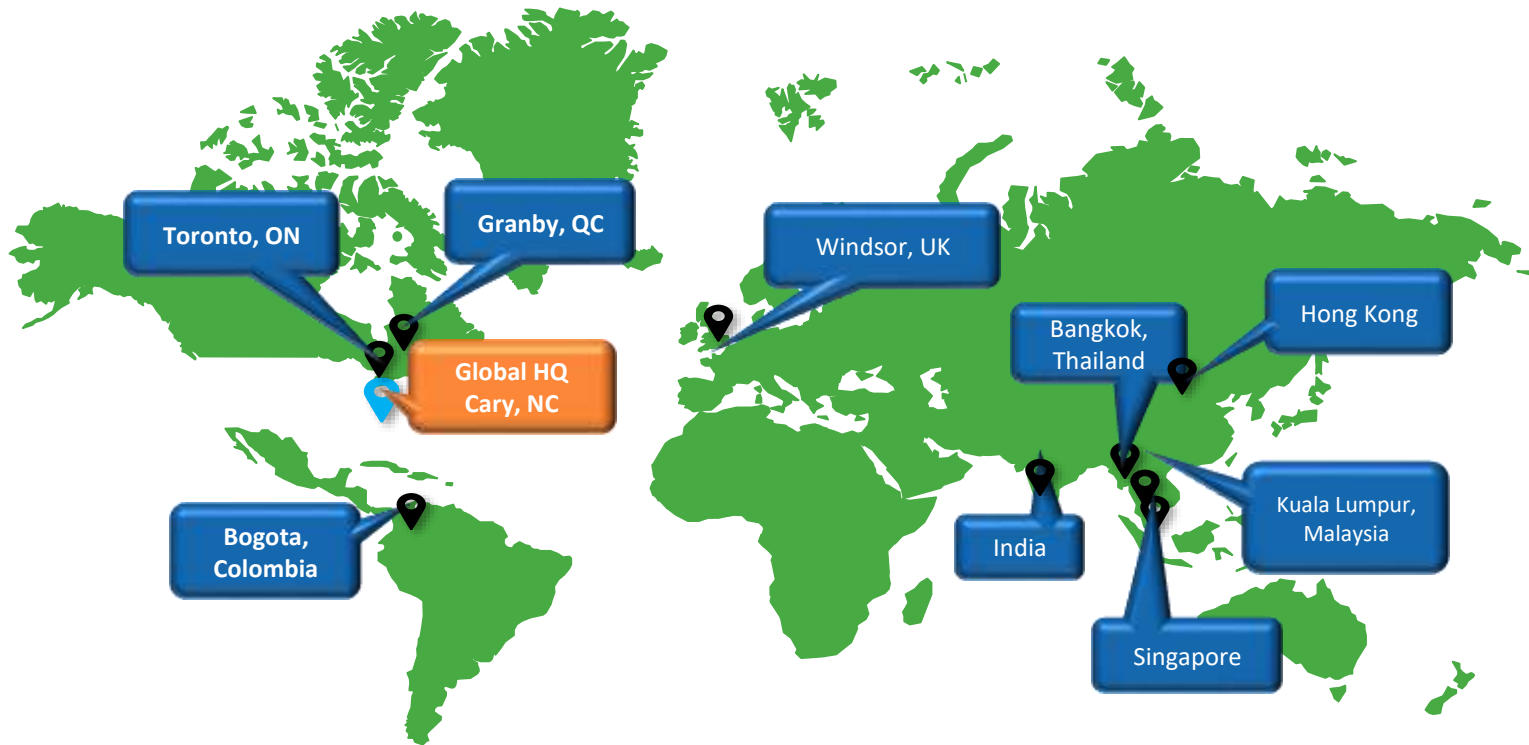 Toronto, ON
Granby, QC
Windsor, UK
Bangkok,
Thailand
Hong Kong
Global HQ
Cary, NC
Bogota,
Colombia
India
Kuala Lumpur,
Malaysia
Singapore